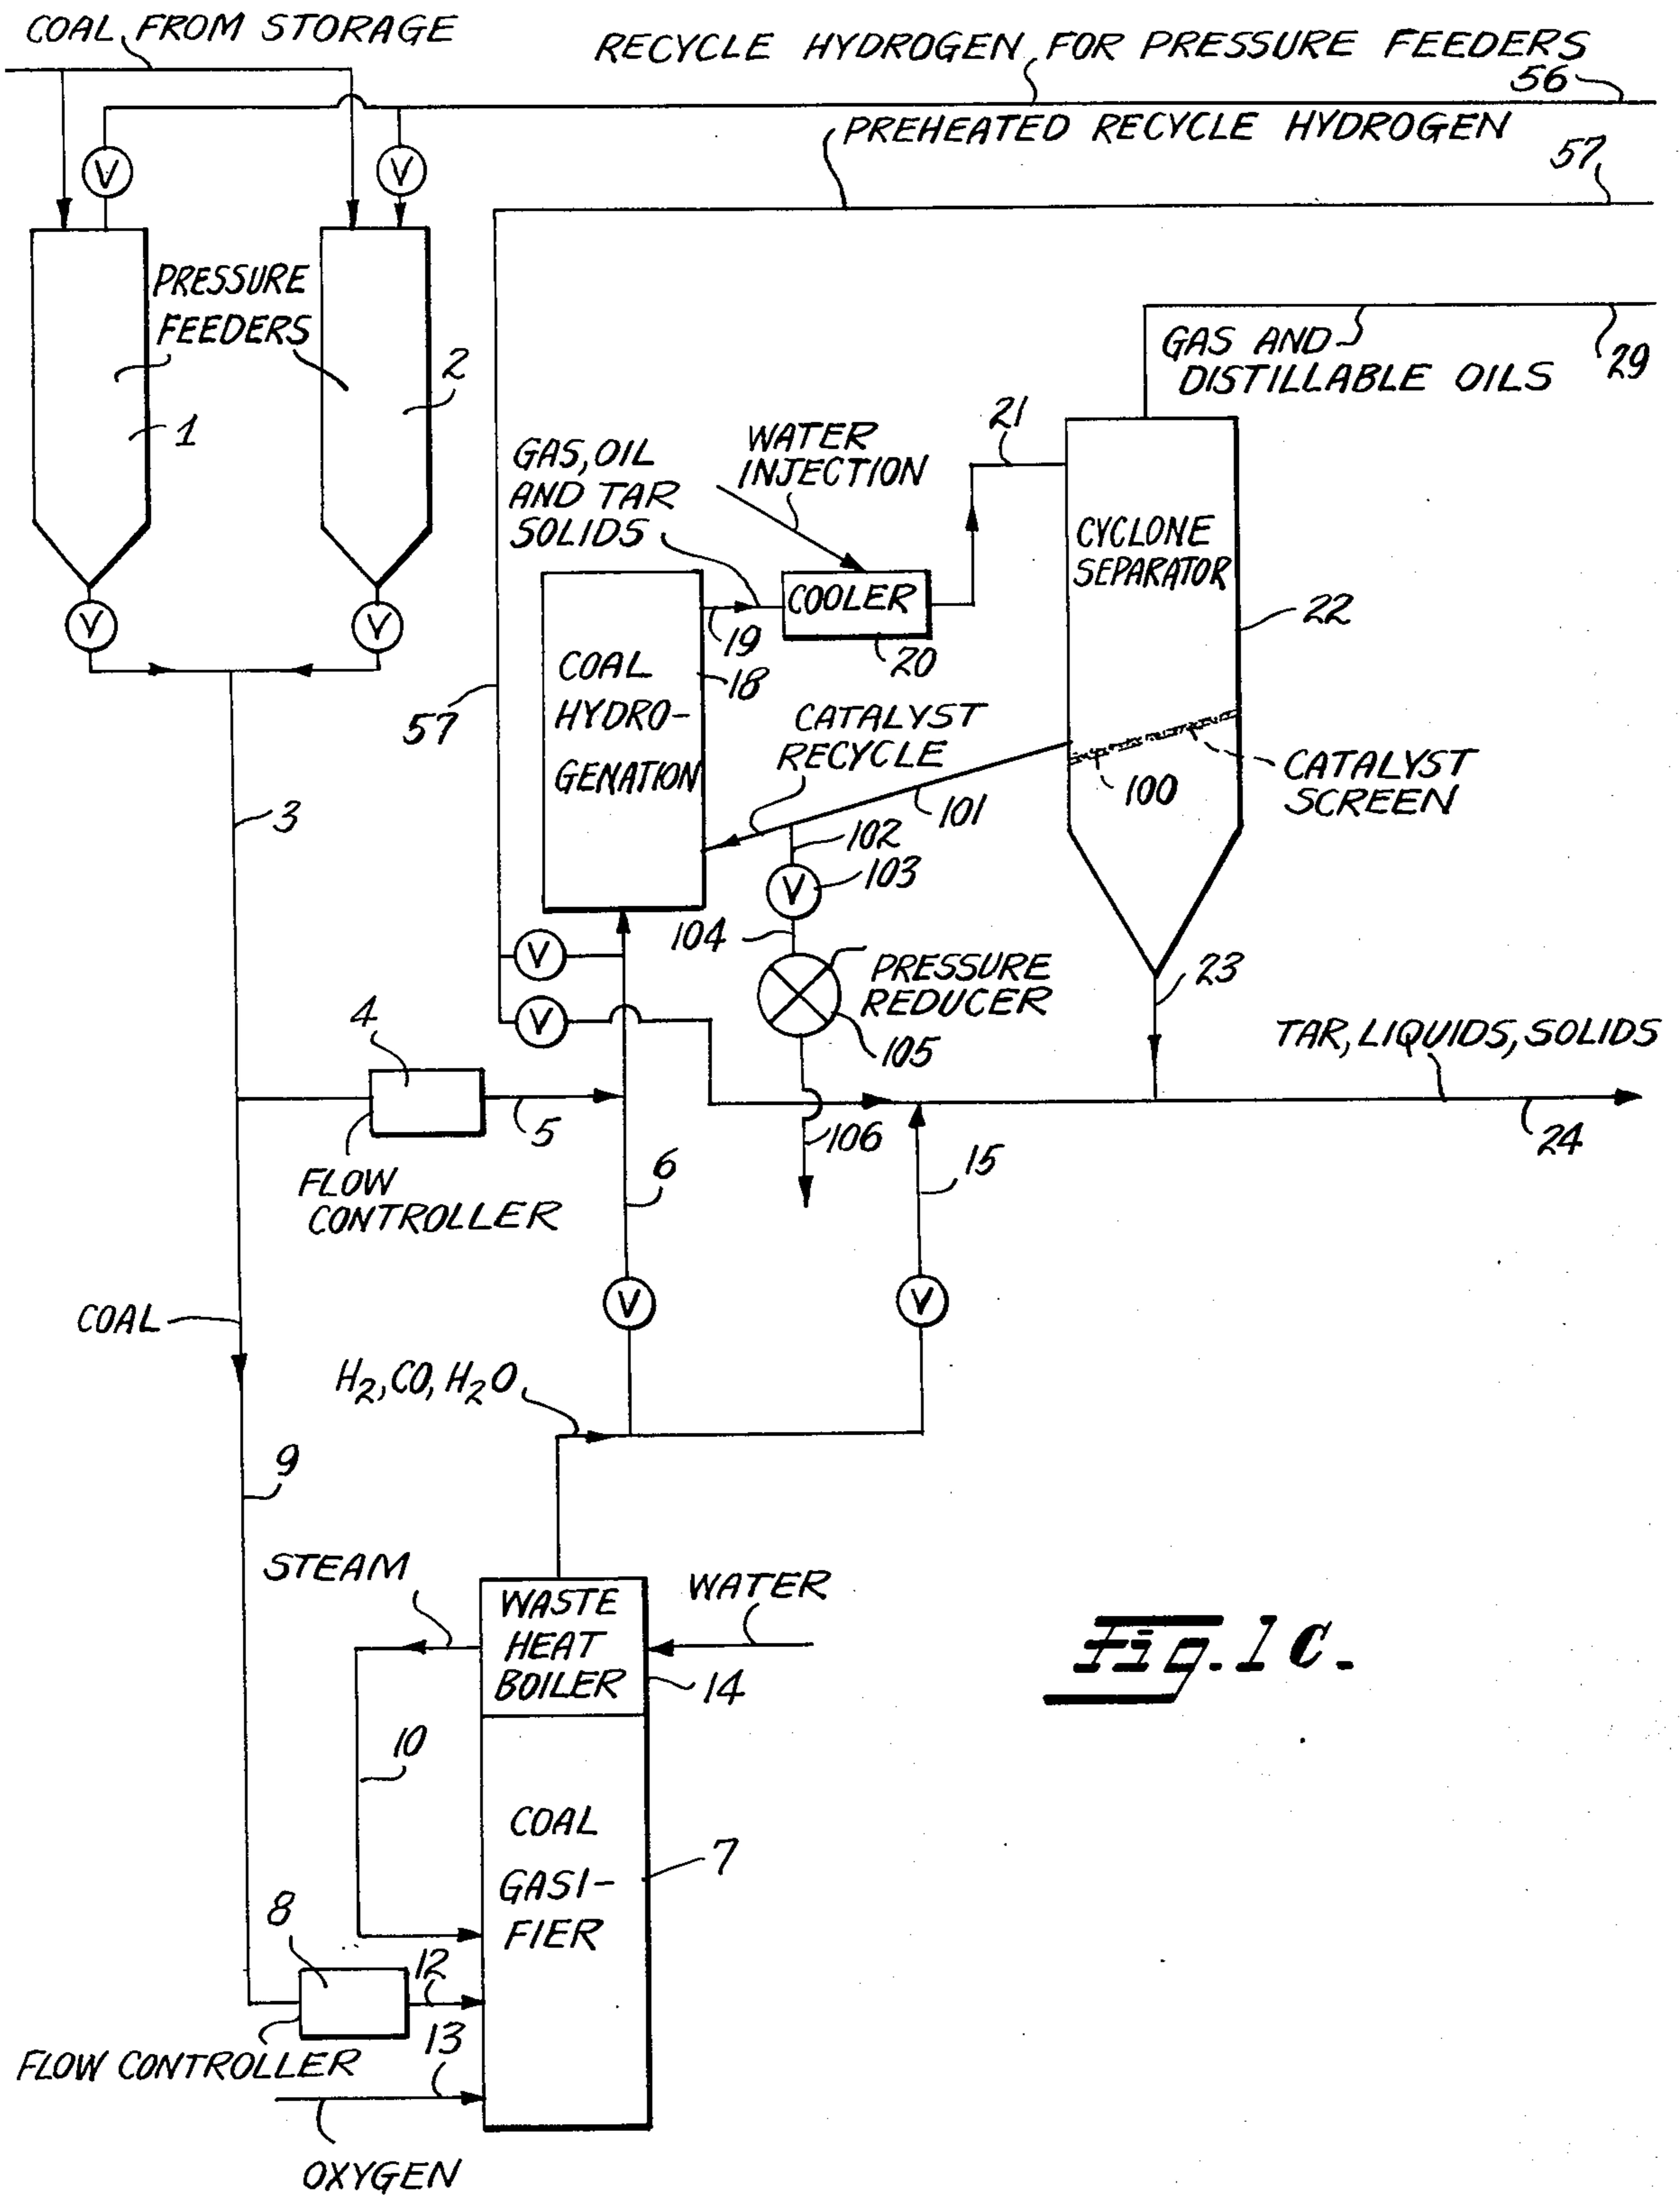 COAL FROM STORAGE
RECYCLE HYDROGEN FOR PRESSURE FEEDERS
56
PREHEATED RECYCLE HYDROGEN
57
V
V
PRESSURE
FEEDERS
1
2
GAS AND
DISTILLABLE OILS
29
21
WATER
INJECTION
GAS, OIL
AND TAR
SOLIDS
CYCLONE
SEPARATOR
COOLER
22
19
20
V
V
COAL
HYDRO-
GENATION
18
57
CATALYST
RECYCLE
101
100
CATALYST
SCREEN
3
102
V
103
104
V
PRESSURE
REDUCER
105
23
V
4
TAR, LIQUIDS, SOLIDS
5
106
24
FLOW
CONTROLLER
6
15
V
V
COAL
H2, CO, H2O
9
STEAM
WASTE
HEAT
BOILER
WATER
14
Fig. 1C.
10
COAL
GASI-
FIER
7
8
12
FLOW CONTROLLER
13
OXYGEN